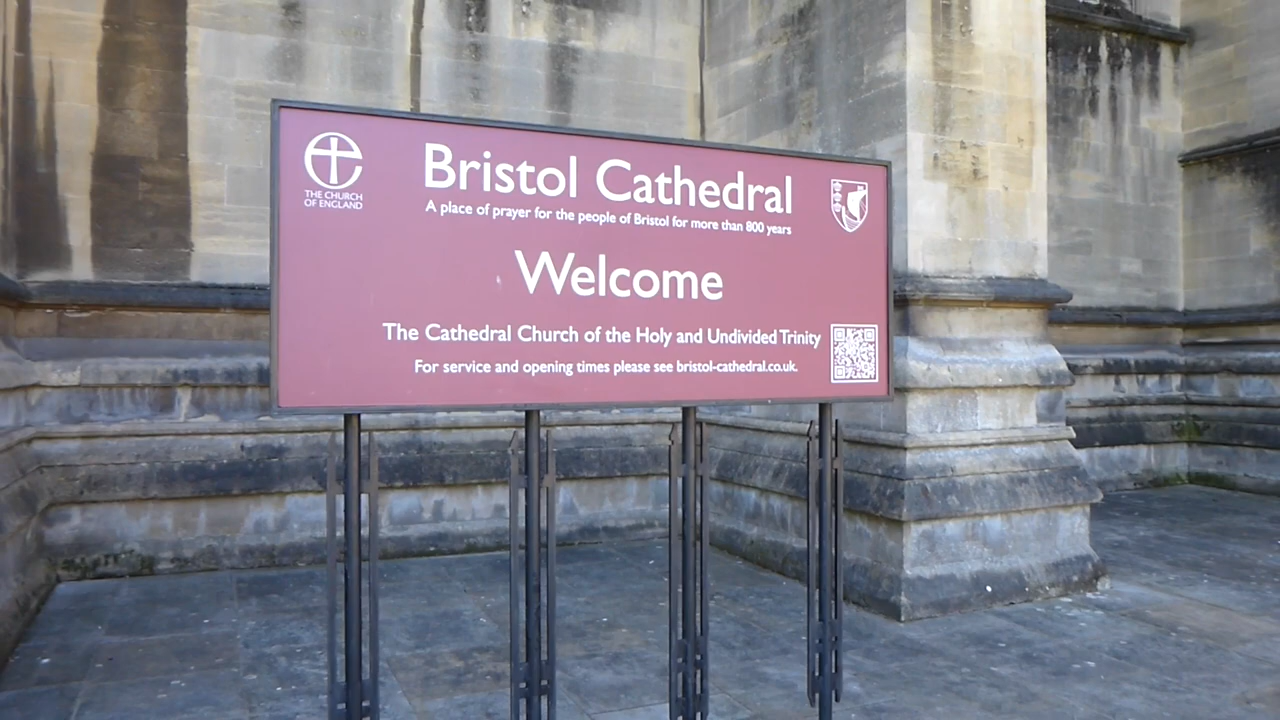 THE CHURCH
OF ENGLAND
Bristol Cathedral
A place of prayer for the people of Bristol for more than 800 years
Welcome
The Cathedral Church of the Holy and Undivided Trinity
For service and opening times please see bristol-cathedral.co.uk.